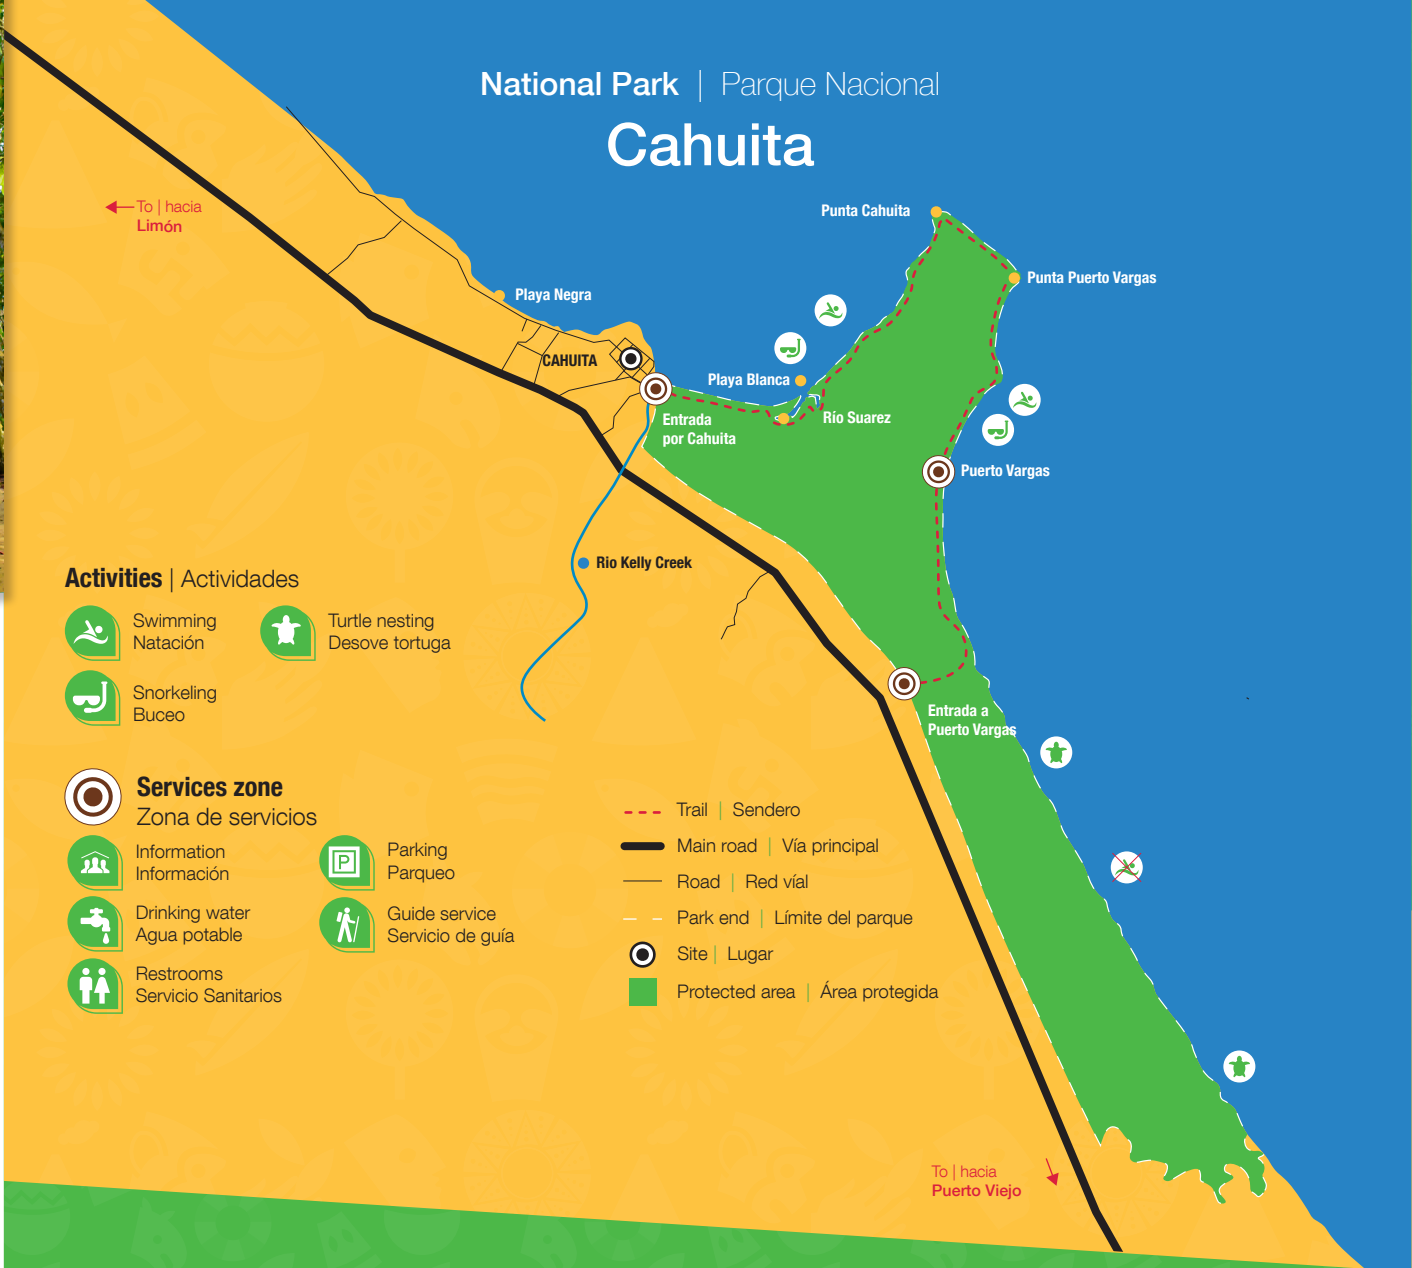 National Park | Parque Nacional
Cahuita
To | hacia
Limón
Punta Cahuita
Punta Puerto Vargas
Playa Negra
CAHUITA
Playa Blanca
Entrada
por Cahuita
Río Suarez
Puerto Vargas
Rio Kelly Creek
Entrada a
Puerto Vargas
Activities | Actividades
Swimming
Natación
Turtle nesting
Desove tortuga
Snorkeling
Buceo
Services zone
Zona de servicios
Information
Información
P
Parking
Parqueo
Drinking water
Agua potable
Guide service
Servicio de guía
Restrooms
Servicio Sanitarios
Trail | Sendero
Main road | Vía principal
Road | Red víal
Park end | Límite del parque
Site | Lugar
Protected area | Área protegida
To | hacia
Puerto Viejo